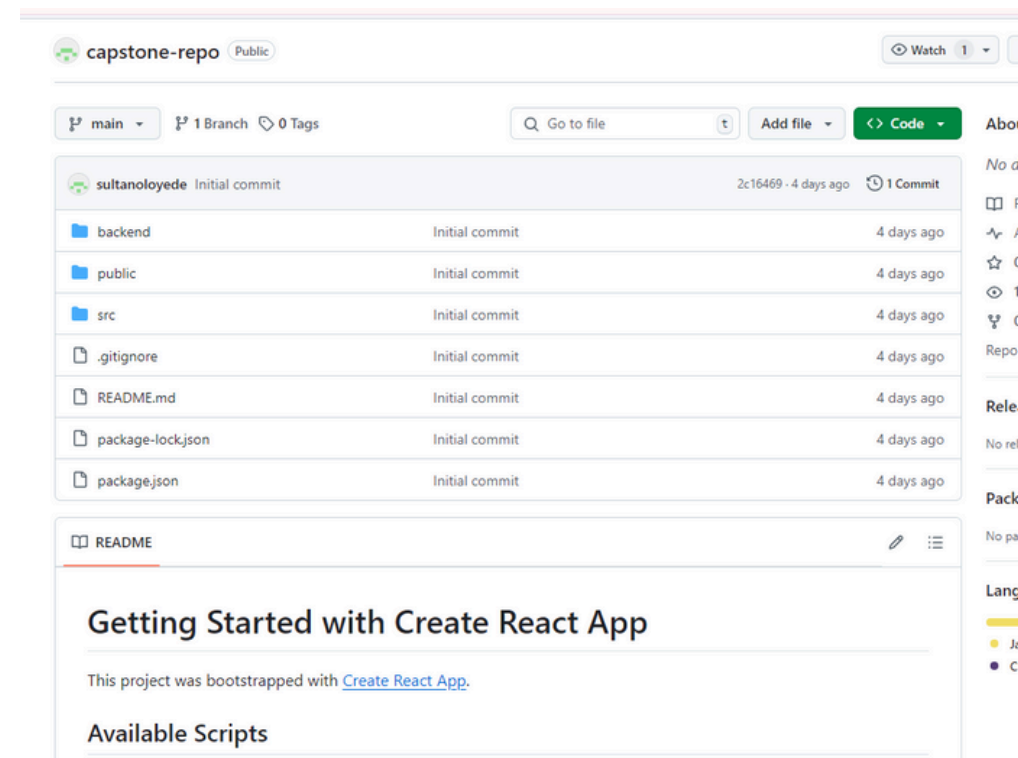 capstone-repo Public
Watch 1
main 1 Branch 0 Tags
Go to file t
Add file
<> Code
sultanoloyede Initial commit 2c16469 · 4 days ago 1 Commit
backend Initial commit 4 days ago
public Initial commit 4 days ago
src Initial commit 4 days ago
.gitignore Initial commit 4 days ago
README.md Initial commit 4 days ago
package-lock.json Initial commit 4 days ago
package.json Initial commit 4 days ago
README
Getting Started with Create React App
This project was bootstrapped with Create React App.
Available Scripts
No
No
No